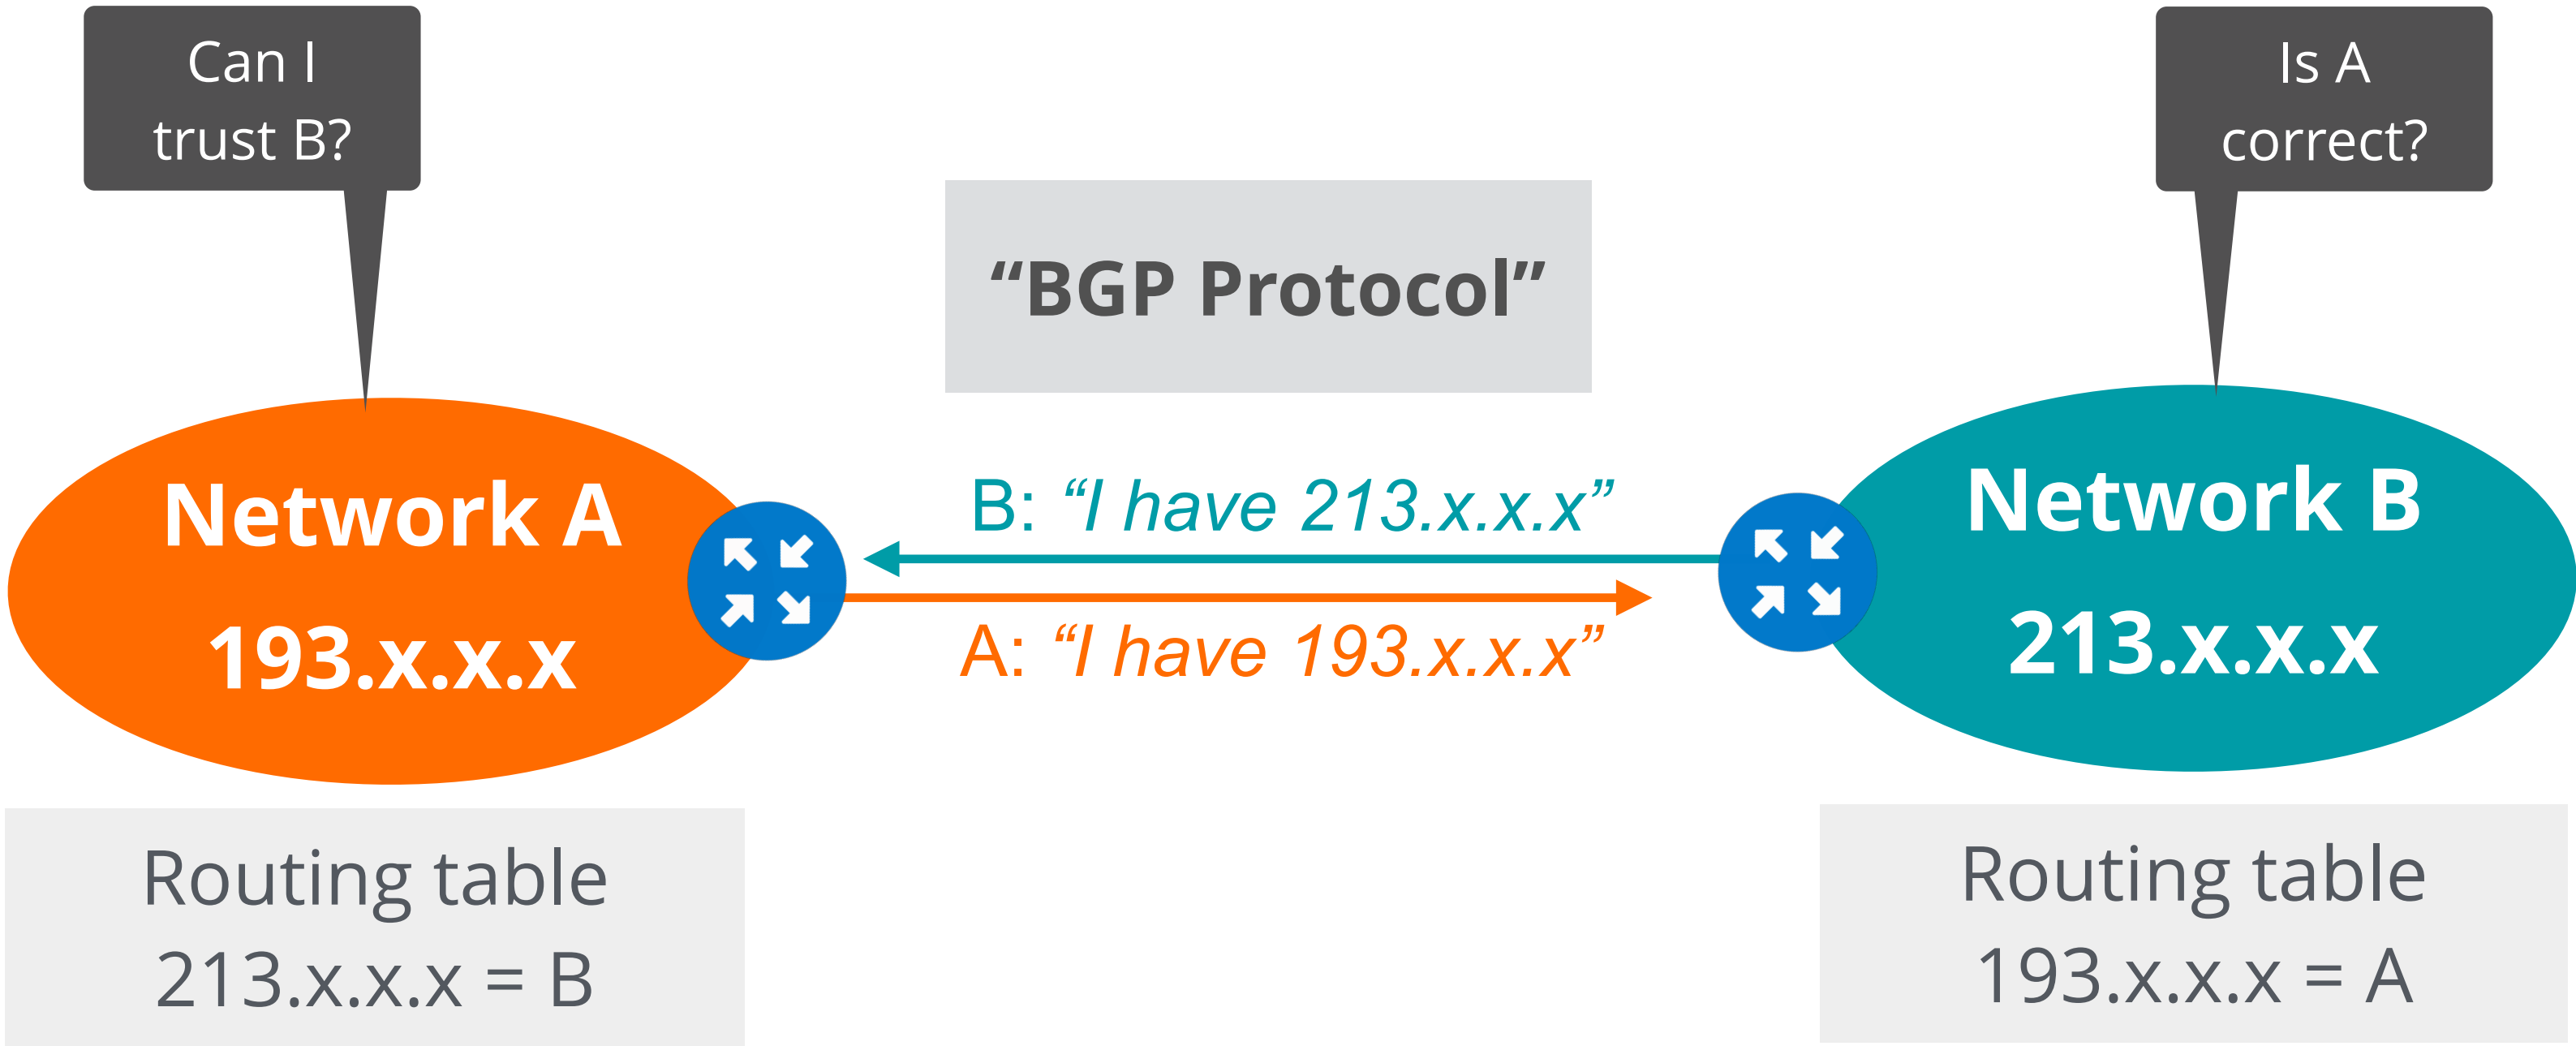 Can I
trust B?
Is A
correct?
“BGP Protocol”
Network A
193.x.x.x
B: “I have 213.x.x.x”
A: “I have 193.x.x.x”
Network B
213.x.x.x
Routing table
213.x.x.x = B
Routing table
193.x.x.x = A